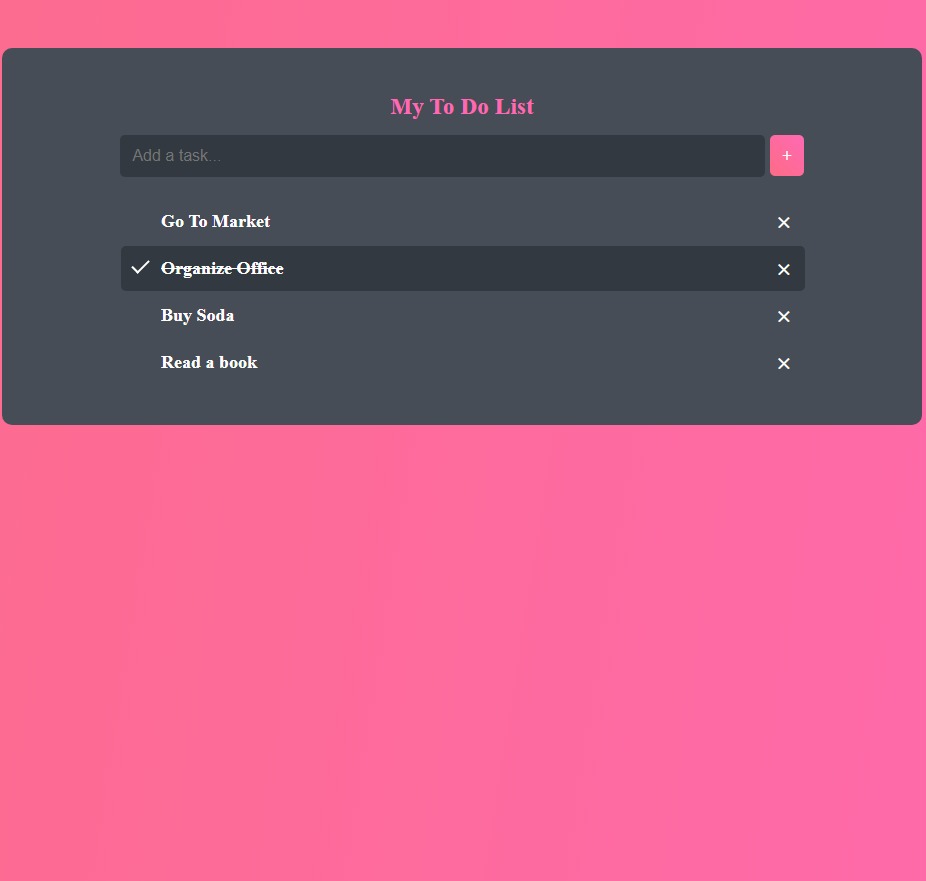 My To Do List
Add a task...
+
Go To Market ×
Organize Office ×
Buy Soda ×
Read a book ×